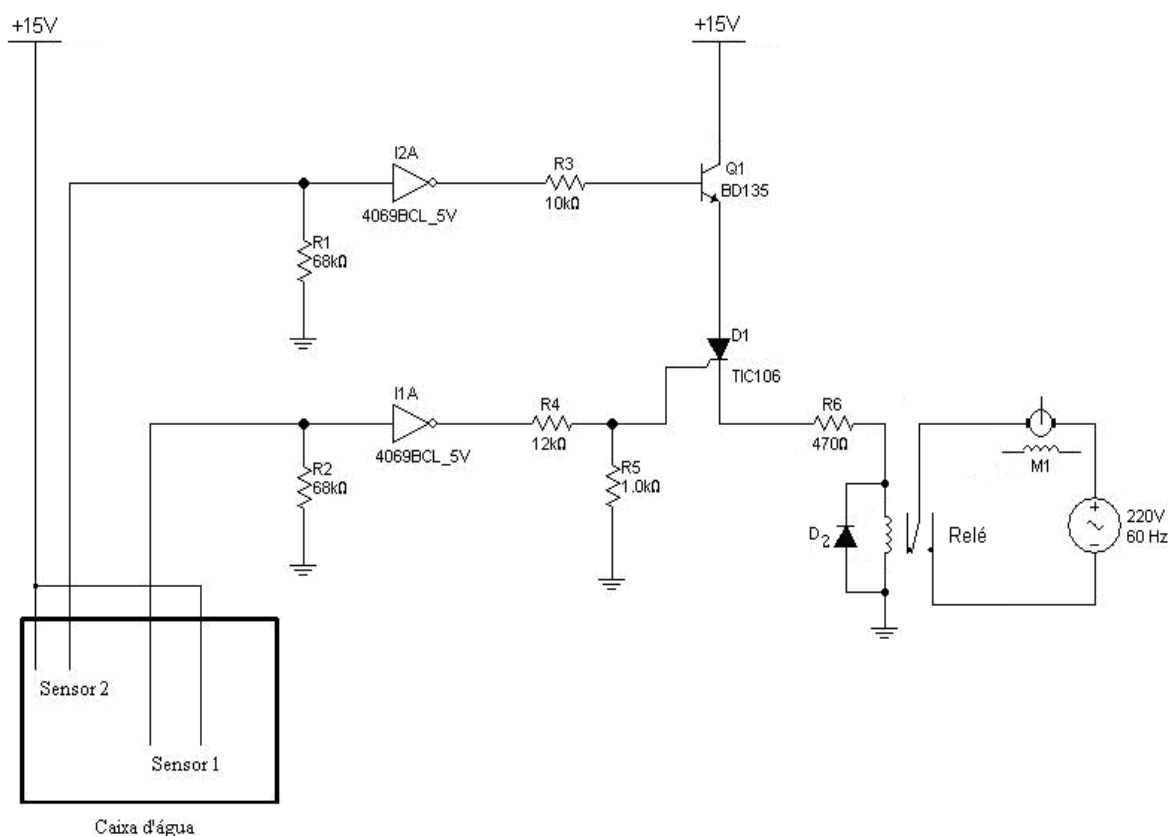 +15V
+15V
I2A
4069BCL_5V
R3
10kΩ
Q1
BD135
R1
68kΩ
D1
TIC106
I1A
4069BCL_5V
R4
12kΩ
R5
1.0kΩ
R2
68kΩ
R6
470Ω
M1
D2
Relé
+
~
−
220V
60 Hz
Sensor 2
Sensor 1
Caixa d'água